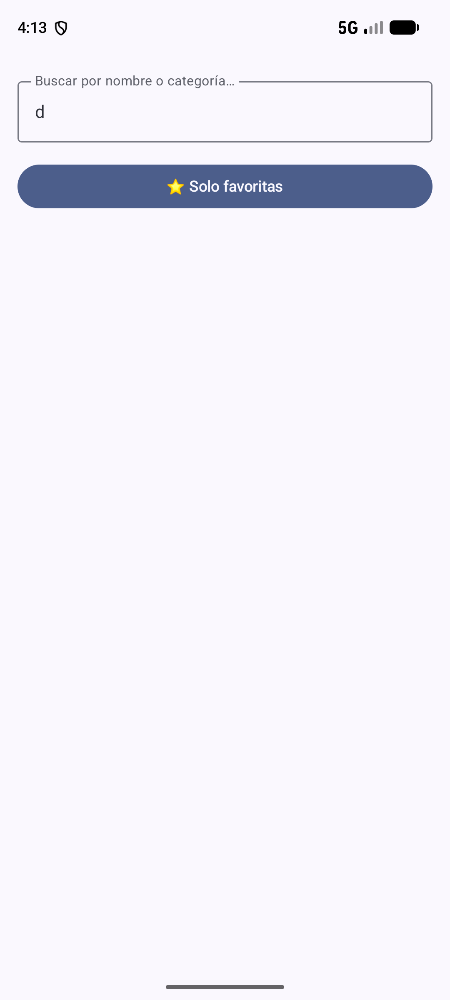 4:13 5G
Buscar por nombre o categoría...
d
⭐ Solo favoritas